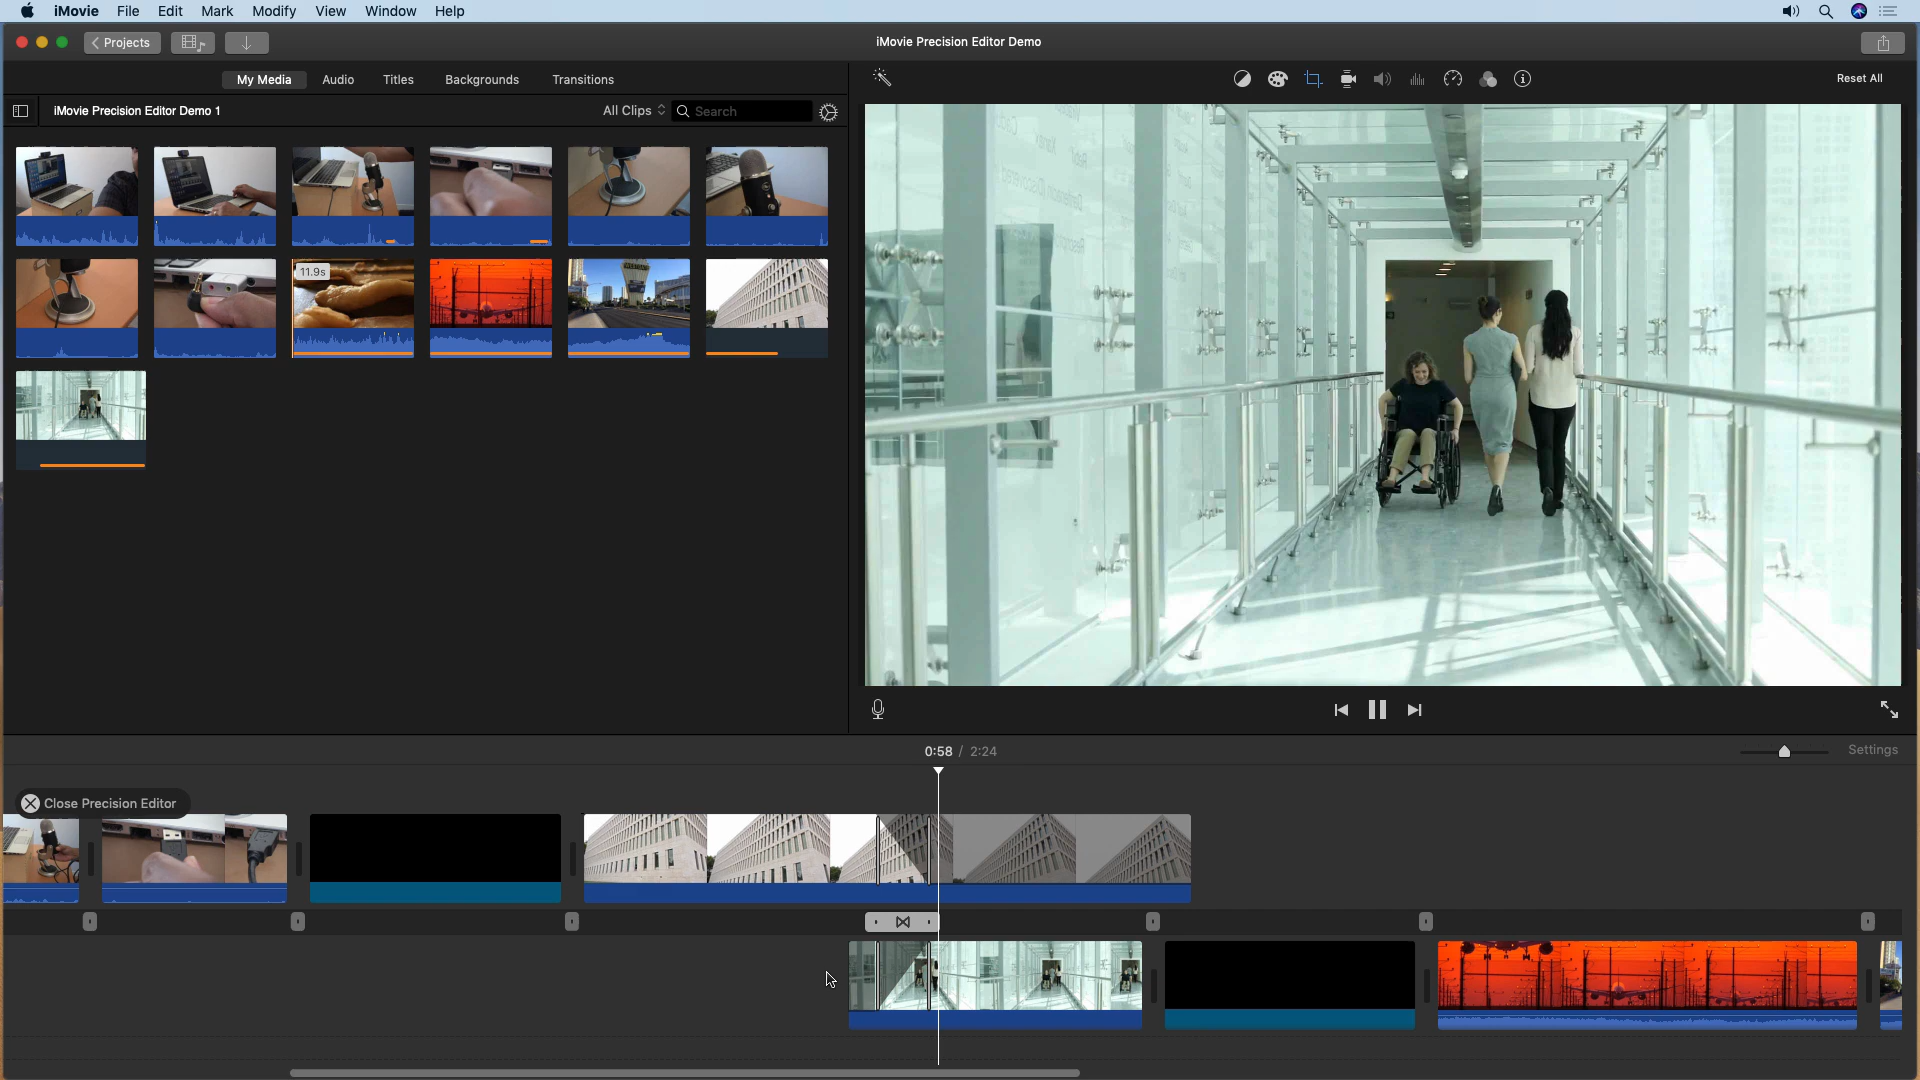 iMovie File Edit Mark Modify View Window Help
Projects
iMovie Precision Editor Demo
My Media Audio Titles Backgrounds Transitions
Reset All
iMovie Precision Editor Demo 1
All Clips
Search
11.9s
0:58 / 2:24
Settings
Close Precision Editor